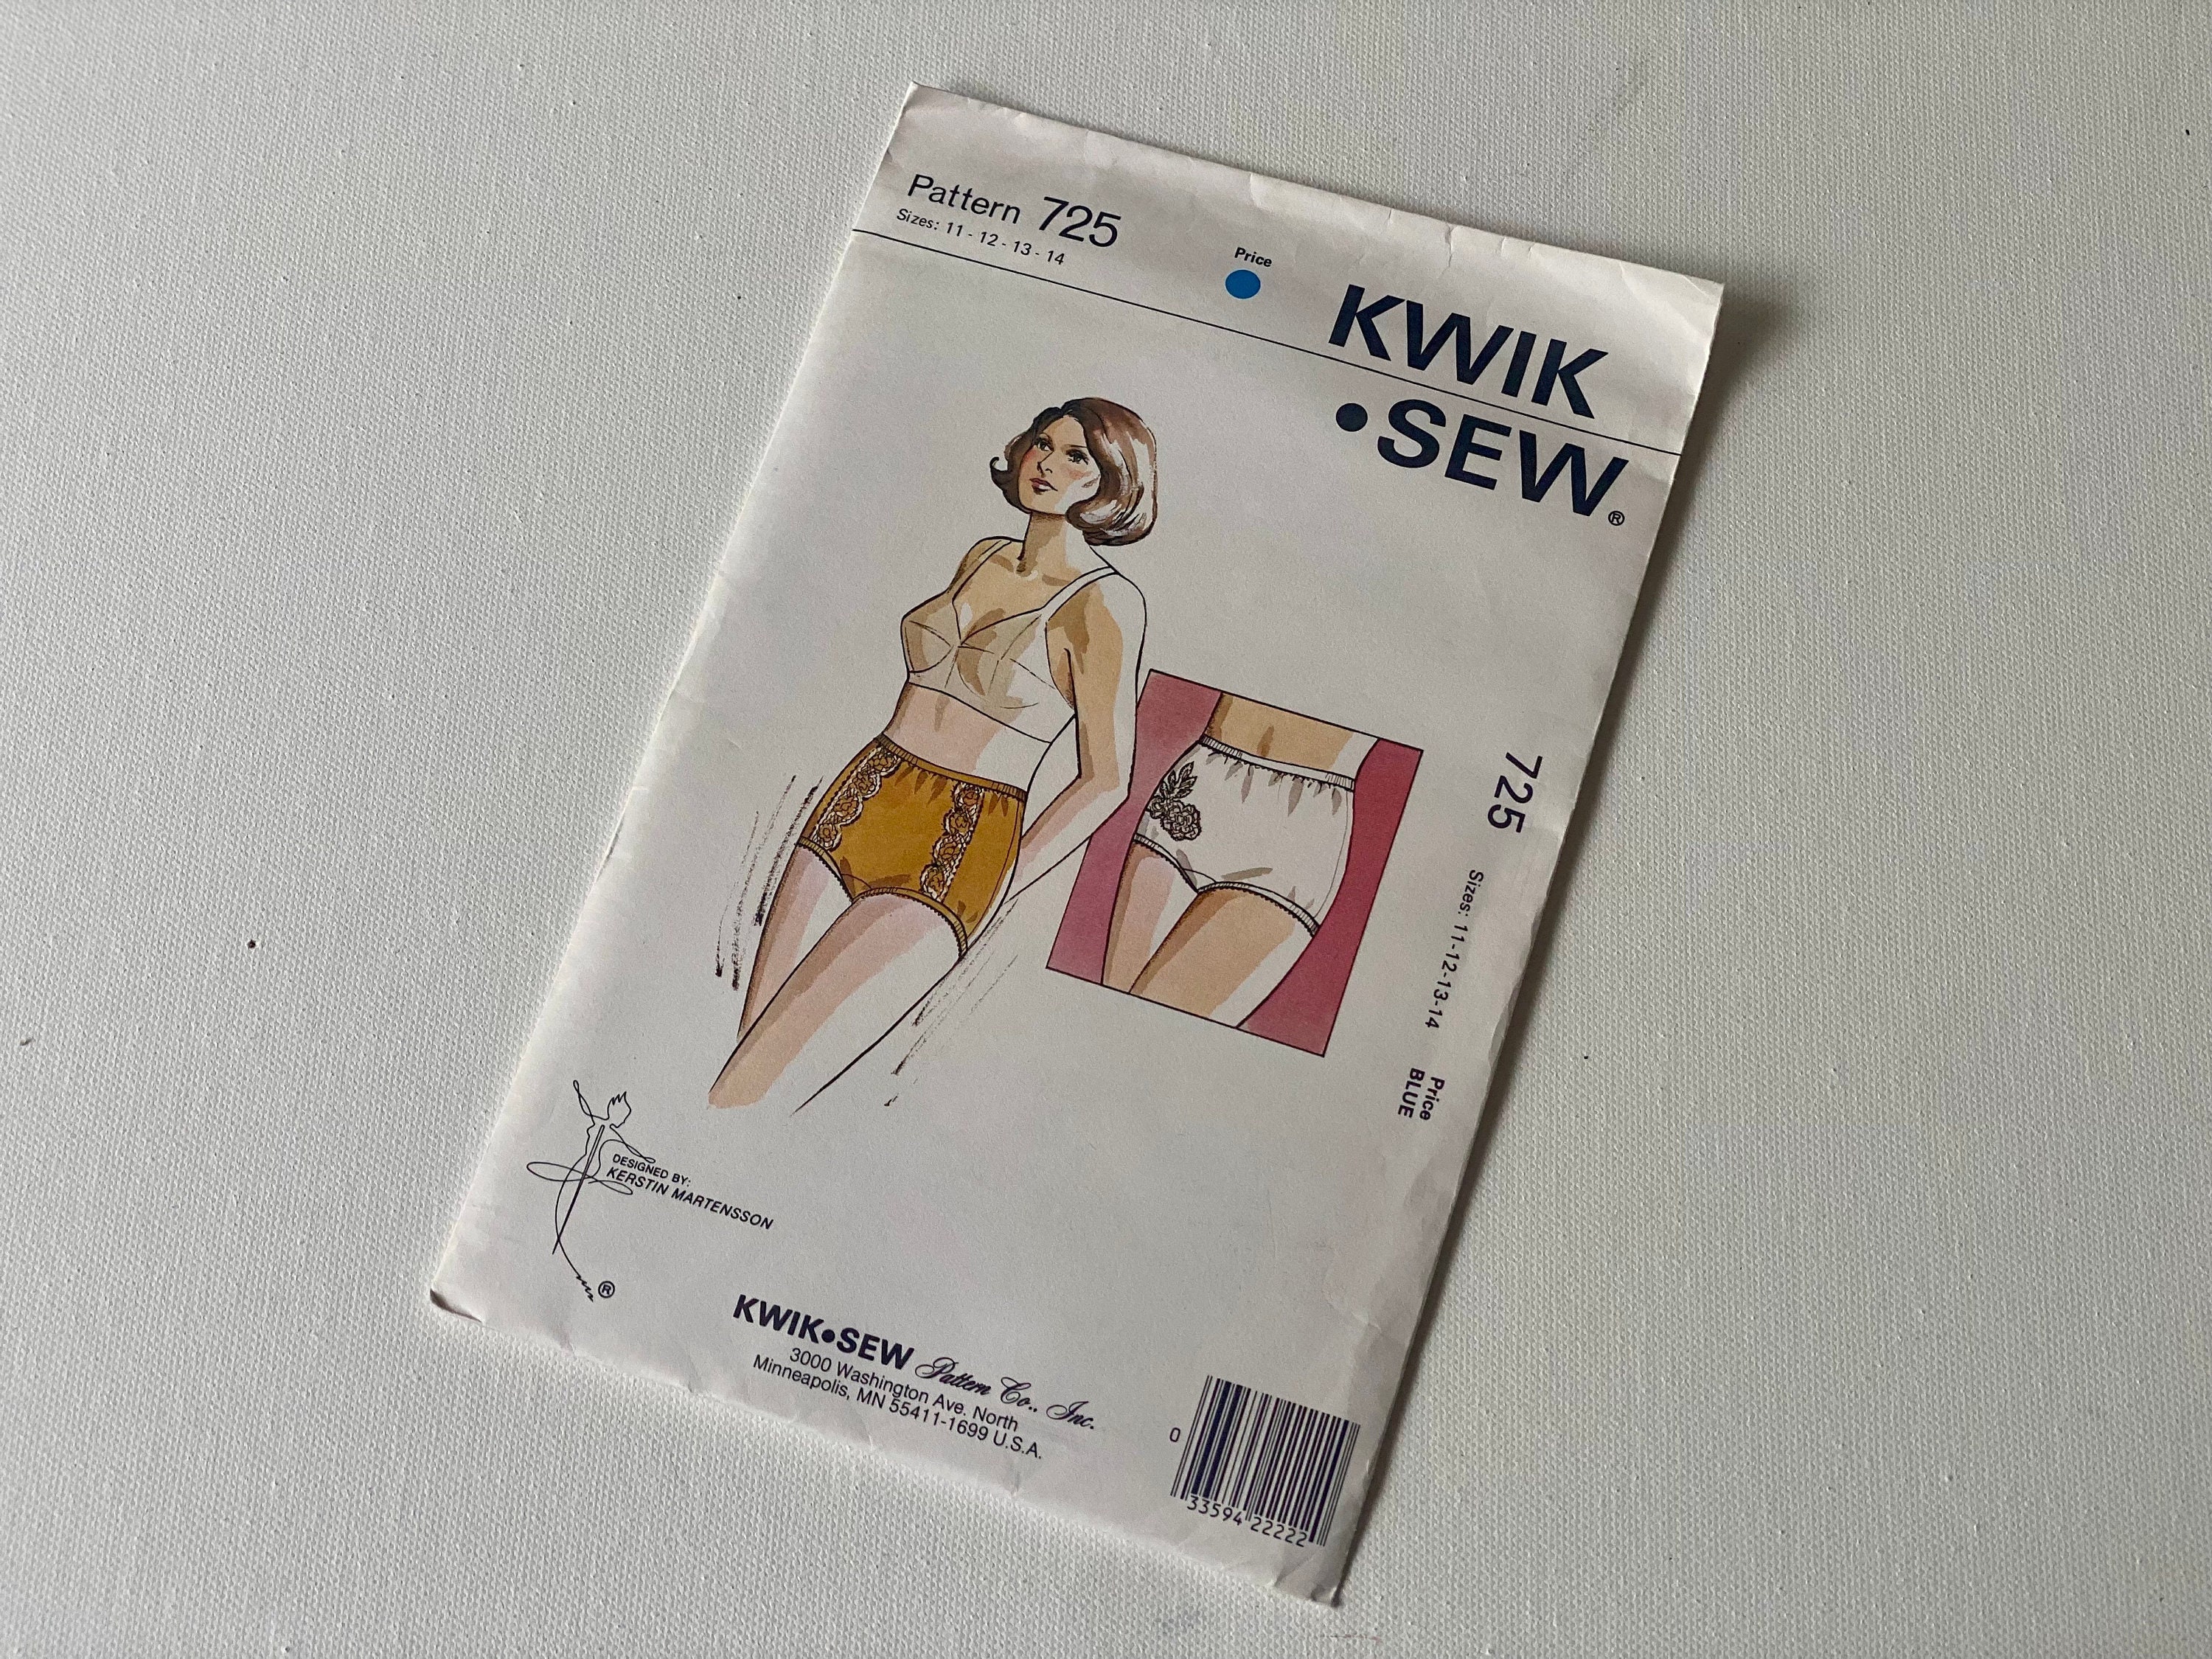 Pattern 725
Sizes: 11 - 12 - 13 - 14
Price
KWIK
•SEW®
725
Sizes: 11-12-13-14
Price
BLUE
DESIGNED BY:
KERSTIN MARTENSSON
®
KWIK•SEW Pattern Co., Inc.
3000 Washington Ave. North
Minneapolis, MN 55411-1699 U.S.A.
0 33594 22222